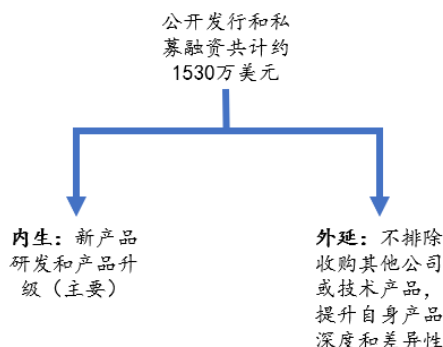 公开发行和私
募融资共计约
1530万美元
内生：新产品
研发和产品升
级（主要）
外延：不排除
收购其他公司
或技术产品，
提升自身产品
深度和差异性